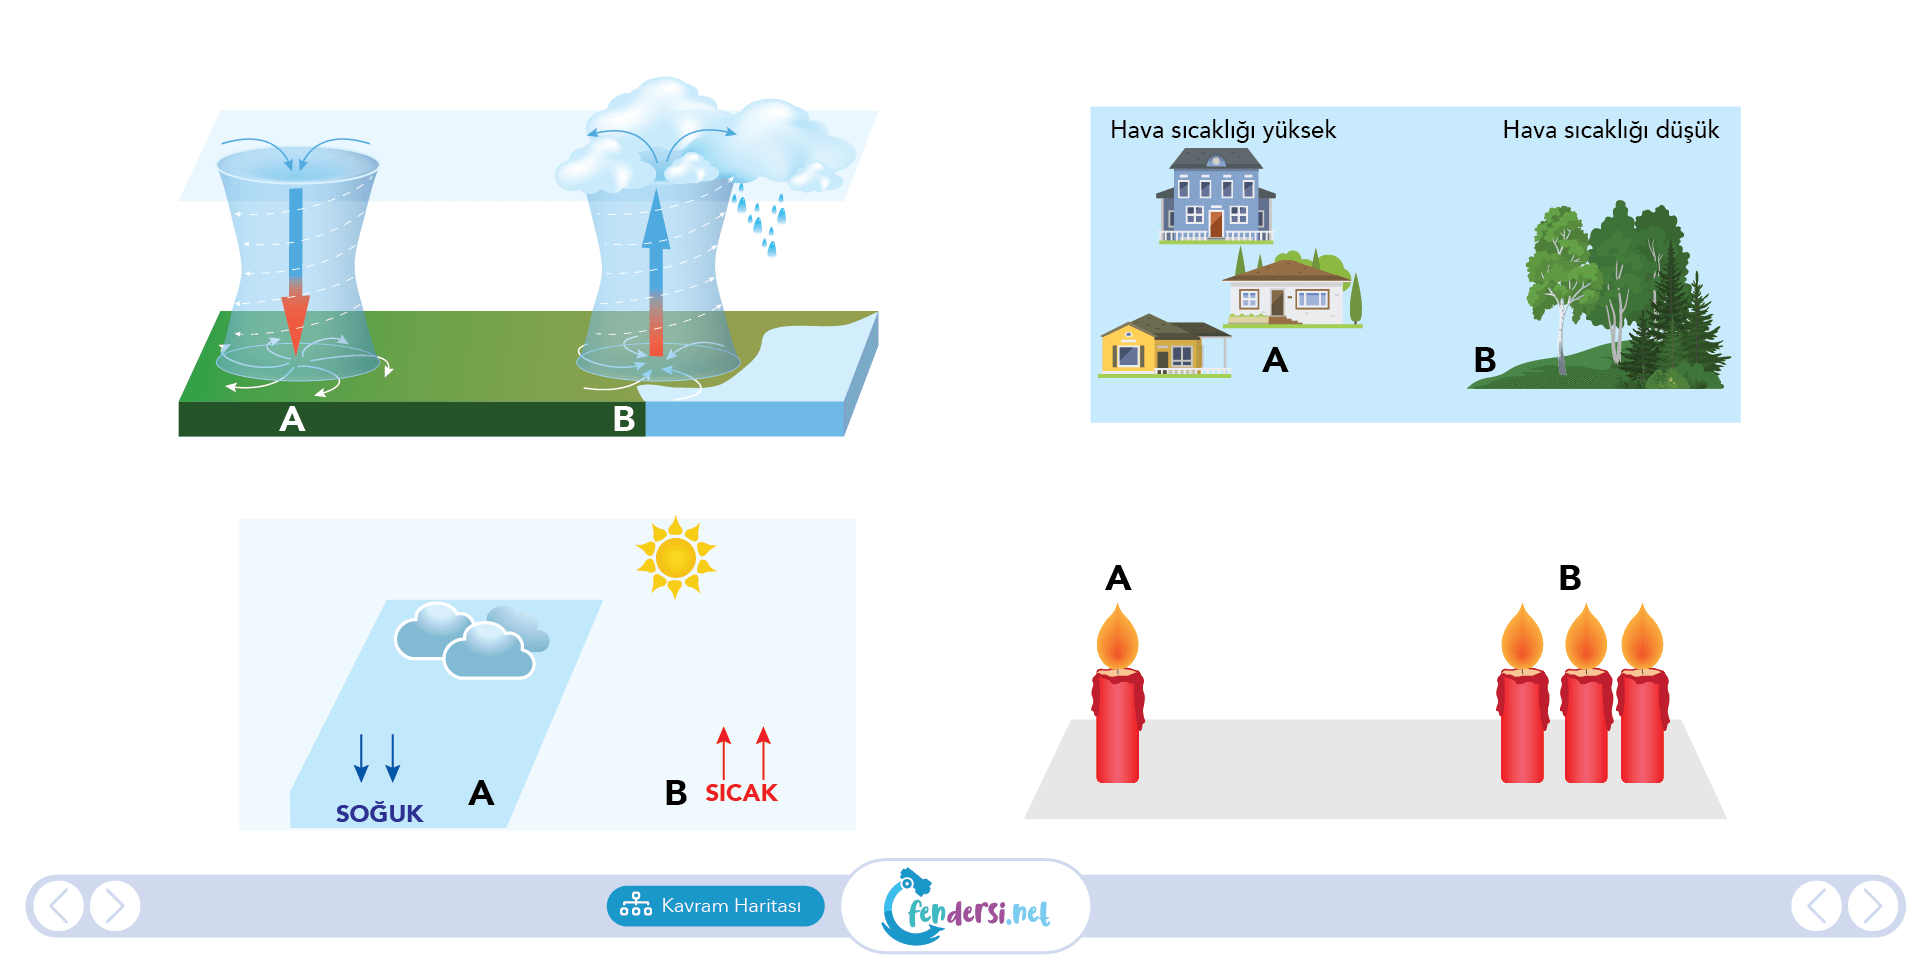 A
B
Hava sıcaklığı yüksek
Hava sıcaklığı düşük
A
B
SOĞUK
A
B
SICAK
A
B
Kavram Haritası
fendersi.net